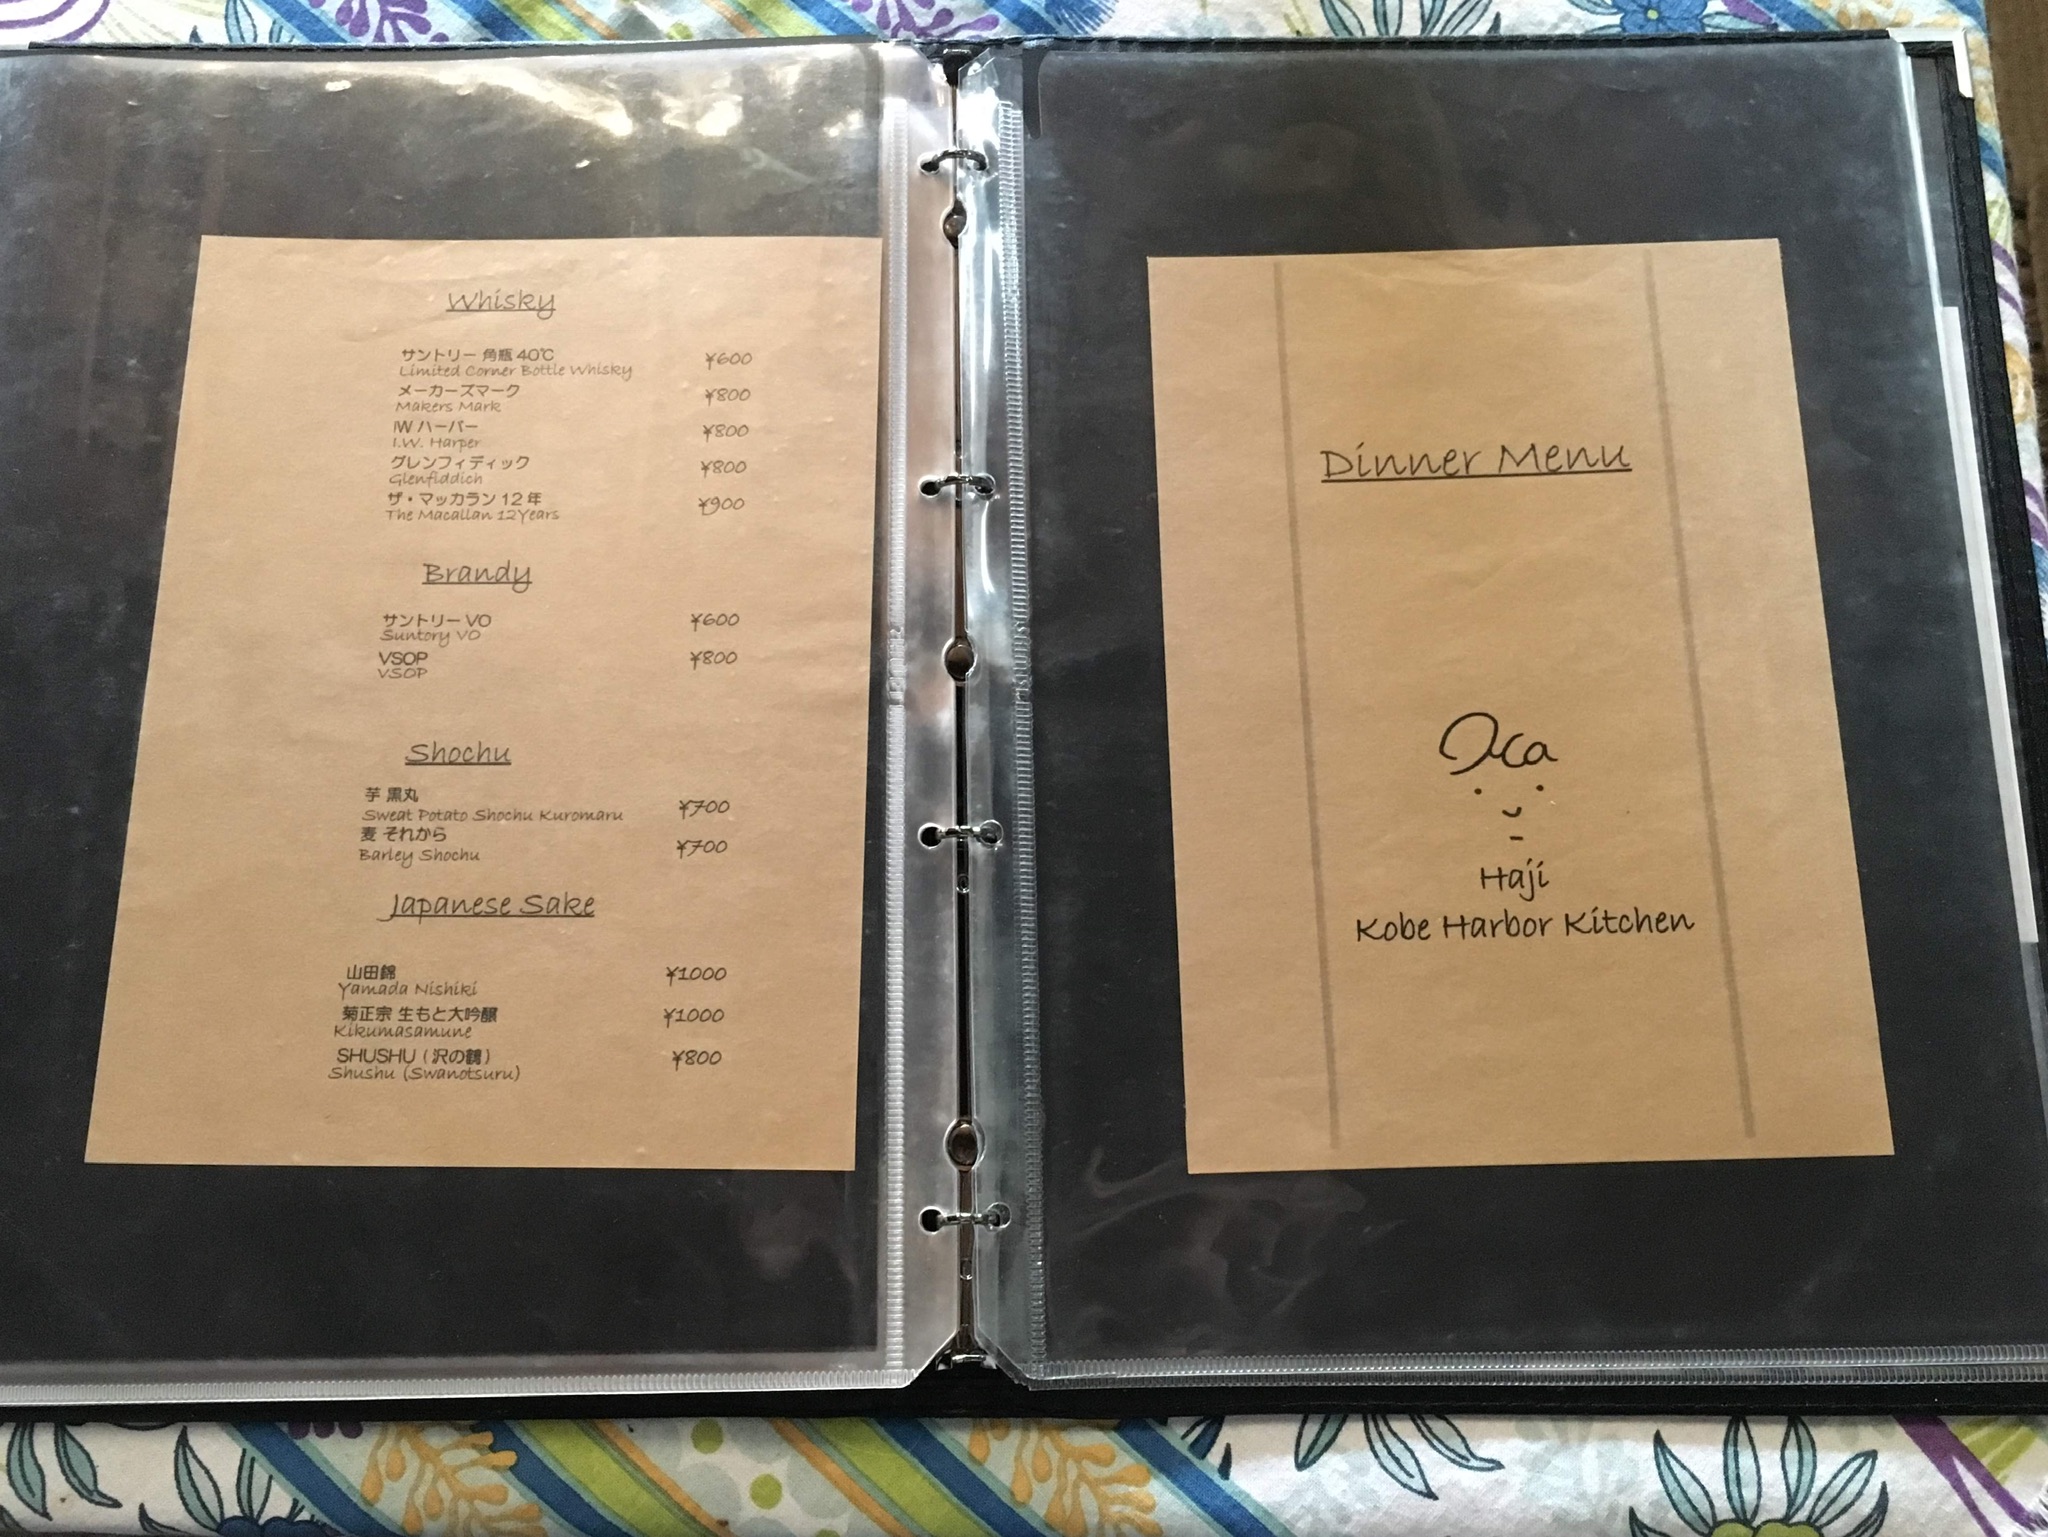 Whisky
サントリー 角瓶 40℃ ¥600
Limited Corner Bottle Whisky
メーカーズマーク ¥800
Makers Mark
IW ハーパー ¥800
I.W. Harper
グレンフィディック ¥800
Glenfiddich
ザ・マッカラン 12 年 ¥900
The Macallan 12Years
Brandy
サントリー VO ¥600
Suntory VO
VSOP ¥800
VSOP
Shochu
芋 黒丸 ¥700
Sweat Potato Shochu Kuromaru
麦 それから ¥700
Barley Shochu
Japanese Sake
山田錦 ¥1000
Yamada Nishiki
菊正宗 生もと大吟醸 ¥1000
Kikumasamune
SHUSHU ( 沢の鶴 ) ¥800
Shushu (Swanotsuru)
Dinner Menu
Haji
Kobe Harbor Kitchen